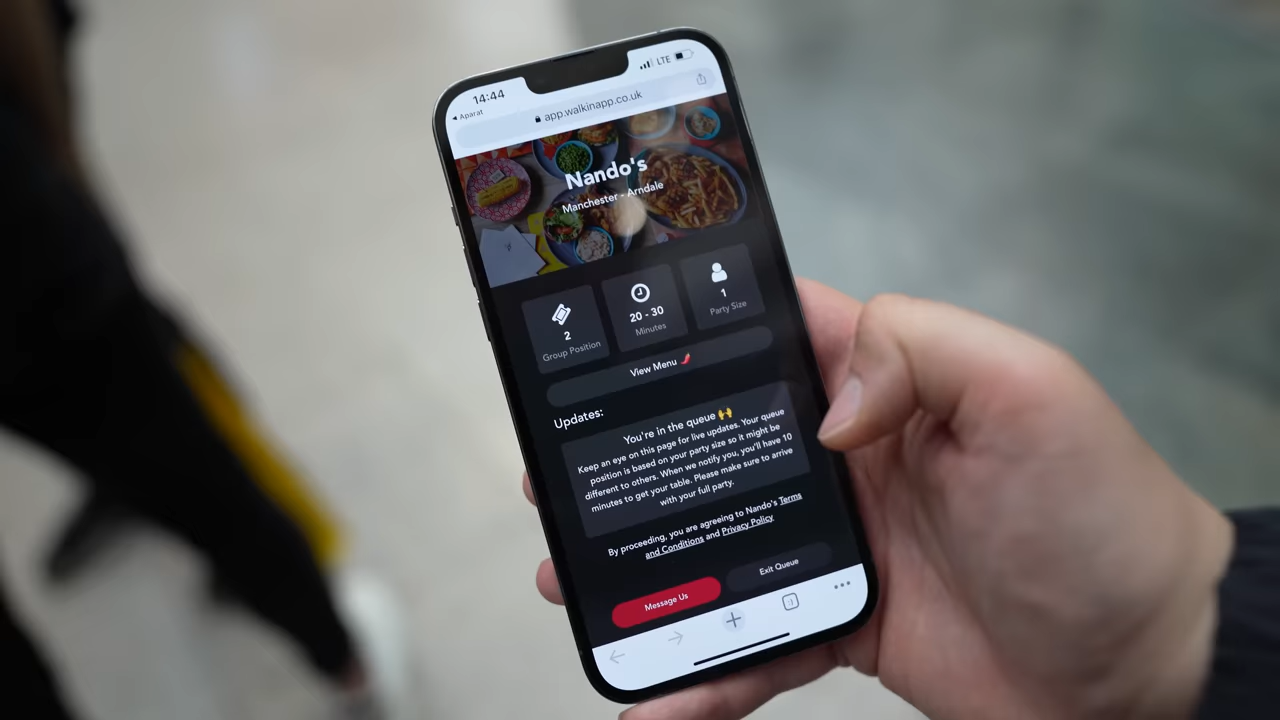 14:44
LTE
◀ Aparat
app.walkinapp.co.uk
Nando's
Manchester - Arndale
2
Group Position
20 - 30
Minutes
1
Party Size
View Menu 🌶️
Updates:
You're in the queue 🙌
Keep an eye on this page for live updates. Your queue
position is based on your party size so it might be
different to others. When we notify you, you'll have 10
minutes to get your table. Please make sure to arrive
with your full party.
By proceeding, you are agreeing to Nando's Terms
and Conditions and Privacy Policy
Message Us
Exit Queue
:)